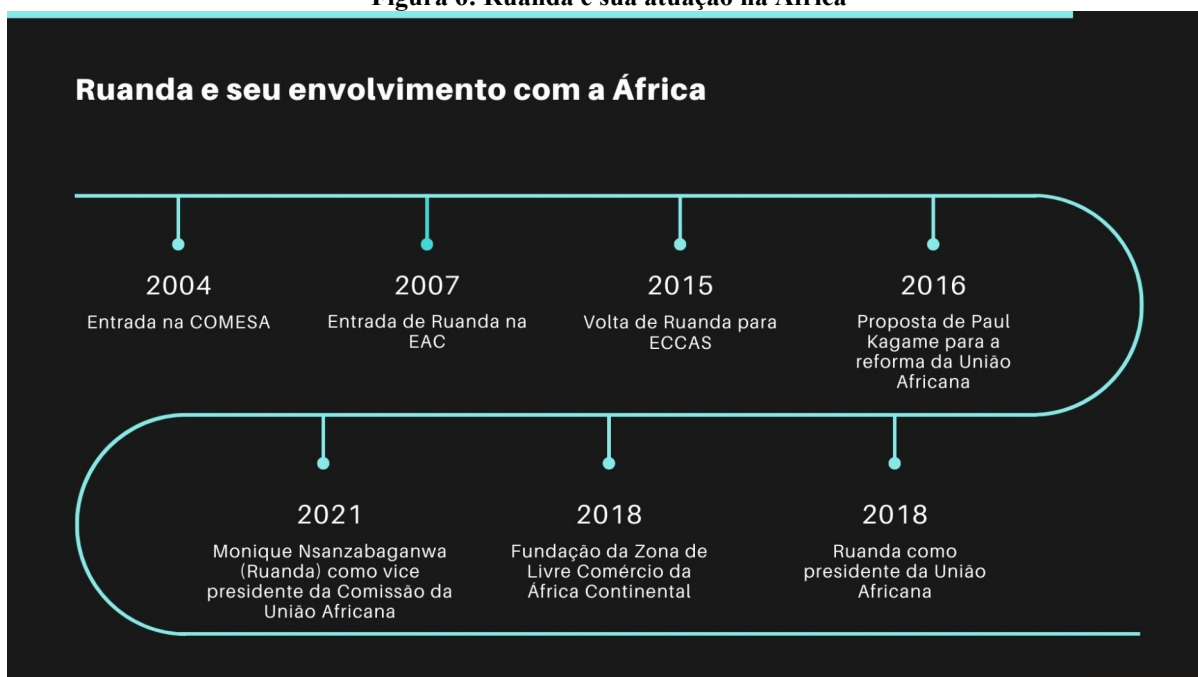 Figura 6: Ruanda e sua atuação na África
Ruanda e seu envolvimento com a África
2004
Entrada na COMESA
2007
Entrada de Ruanda na
EAC
2015
Volta de Ruanda para
ECCAS
2016
Proposta de Paul
Kagame para a
reforma da União
Africana
2018
Ruanda como
presidente da União
Africana
2018
Fundação da Zona de
Livre Comércio da
África Continental
2021
Monique Nsanzabaganwa
(Ruanda) como vice
presidente da Comissão da
União Africana